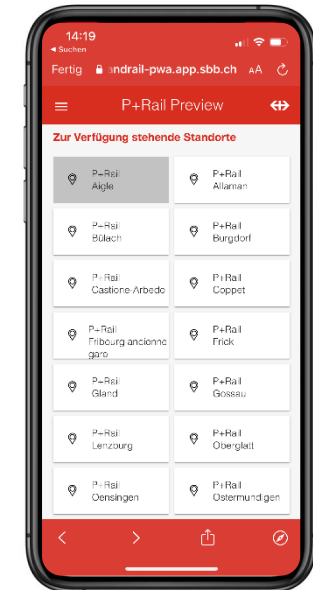 14:19
Suchen
Fertig andrail-pwa.app.sbb.ch AA
P+Rail Preview
Zur Verfügung stehende Standorte
P+Rail
Aigle
P+Rail
Allaman
P+Rail
Bülach
P+Rail
Burgdorf
P+Rail
Castione-Arbedo
P+Rail
Coppet
P+Rail
Fribourg ancienne
gare
P+Rail
Frick
P+Rail
Gland
P+Rail
Gossau
P+Rail
Lenzburg
P+Rail
Oberglatt
P+Rail
Oensingen
P+Rail
Ostermundigen